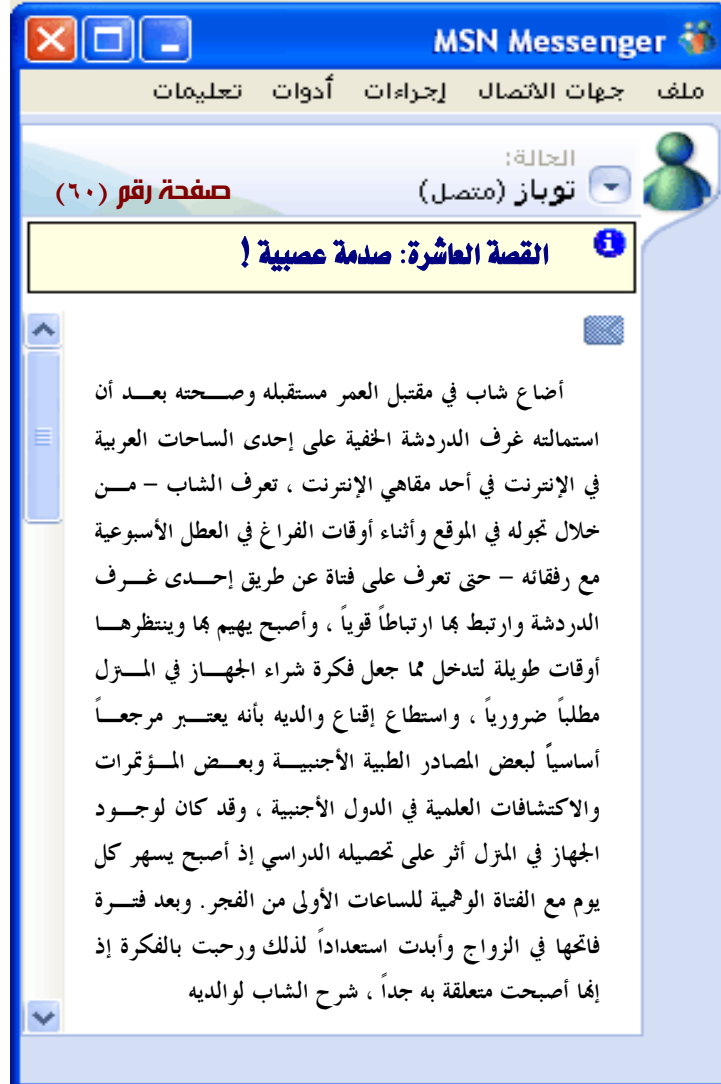 MSN Messenger
ملف جهات الاتصال إجراءات أدوات تعليمات
الحالة:
توباز (متصل)
صفحة رقم (٦٠)
القصة العاشرة: صدمة عصبية !
أضاع شاب في مقتبل العمر مستقبله وصحته بعد أن
استمالته غرف الدردشة الخفية على إحدى الساحات العربية
في الإنترنت في أحد مقاهي الإنترنت ، تعرف الشاب – من
خلال تجوله في الموقع وأثناء أوقات الفراغ في العطل الأسبوعية
مع رفقائه – حتى تعرف على فتاة عن طريق إحدى غرف
الدردشة وارتبط بها ارتباطاً قوياً ، وأصبح يهيم بها وينتظرها
أوقات طويلة لتدخل مما جعل فكرة شراء الجهاز في المنزل
مطلباً ضرورياً ، واستطاع إقناع والديه بأنه يعتبر مرجعاً
أساسياً لبعض المصادر الطبية الأجنبية وبعض المؤتمرات
والاكتشافات العلمية في الدول الأجنبية ، وقد كان لوجود
الجهاز في المنزل أثر على تحصيله الدراسي إذ أصبح يسهر كل
يوم مع الفتاة الوهمية للساعات الأولى من الفجر. وبعد فترة
فاتحها في الزواج وأبدت استعداداً لذلك ورحبت بالفكرة إذ
إنها أصبحت متعلقة به جداً ، شرح الشاب لوالديه